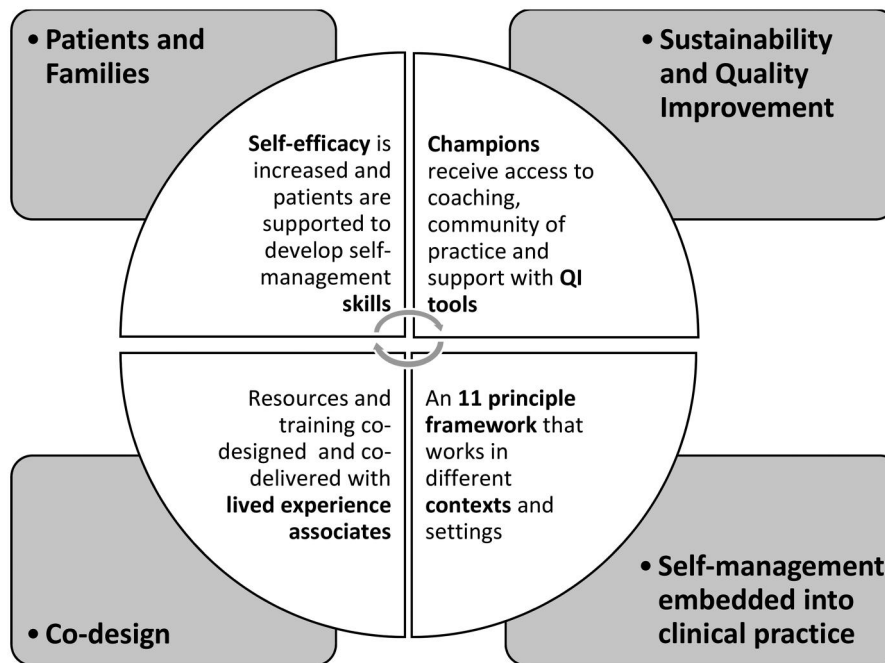 • Patients and
Families
• Sustainability
and Quality
Improvement
Self-efficacy is
increased and
patients are
supported to
develop self-
management
skills
Champions
receive access to
coaching,
community of
practice and
support with QI
tools
Resources and
training co-
designed and co-
delivered with
lived experience
associates
An 11 principle
framework that
works in
different
contexts and
settings
• Co-design
• Self-management
embedded into
clinical practice